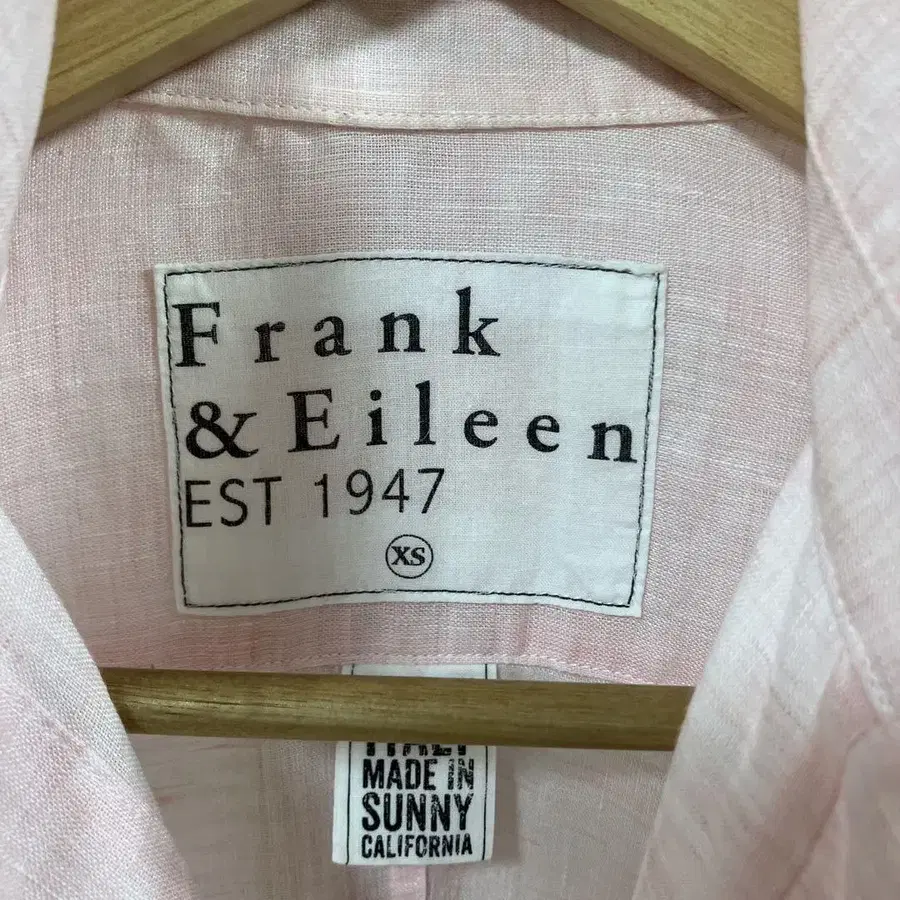 Frank
& Eileen
EST 1947
XS
MADE IN
SUNNY
CALIFORNIA